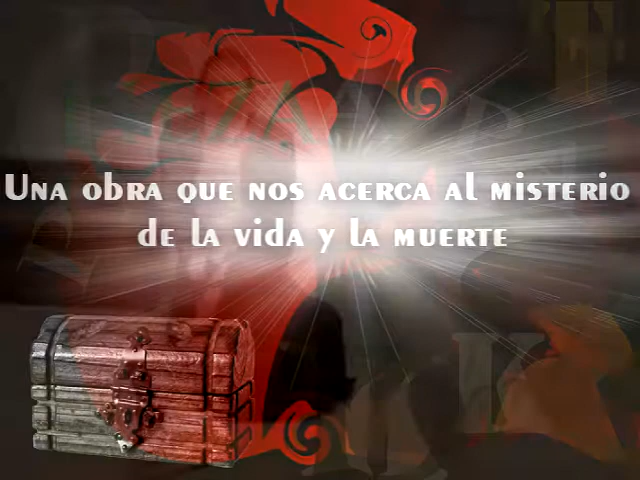 Una obra que nos acerca al misterio
de la vida y la muerte